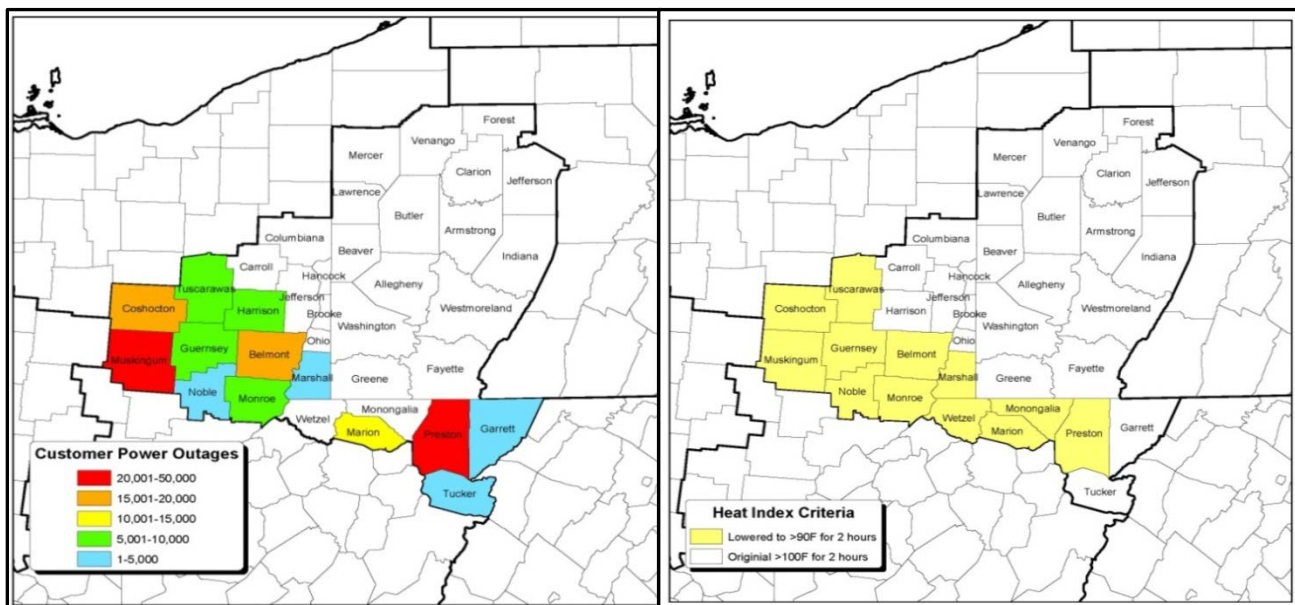 Forest
Venango
Mercer
Clarion
Jefferson
Lawrence
Butler
Armstrong
Columbiana
Beaver
Indiana
Carroll
Hancock
Allegheny
Tuscarawas
Jefferson
Coshocton
Harrison
Brooke
Westmoreland
Washington
Ohio
Guernsey
Belmont
Muskingum
Fayette
Marshall
Greene
Noble
Monroe
Monongalia
Wetzel
Marion
Preston
Garrett
Tucker
Customer Power Outages
20,001-50,000
15,001-20,000
10,001-15,000
5,001-10,000
1-5,000
Forest
Venango
Mercer
Clarion
Jefferson
Lawrence
Butler
Armstrong
Columbiana
Beaver
Indiana
Carroll
Hancock
Allegheny
Tuscarawas
Jefferson
Coshocton
Harrison
Brooke
Westmoreland
Washington
Ohio
Guernsey
Belmont
Muskingum
Fayette
Marshall
Greene
Noble
Monroe
Monongalia
Wetzel
Marion
Preston
Garrett
Tucker
Heat Index Criteria
Lowered to >90F for 2 hours
Originial >100F for 2 hours